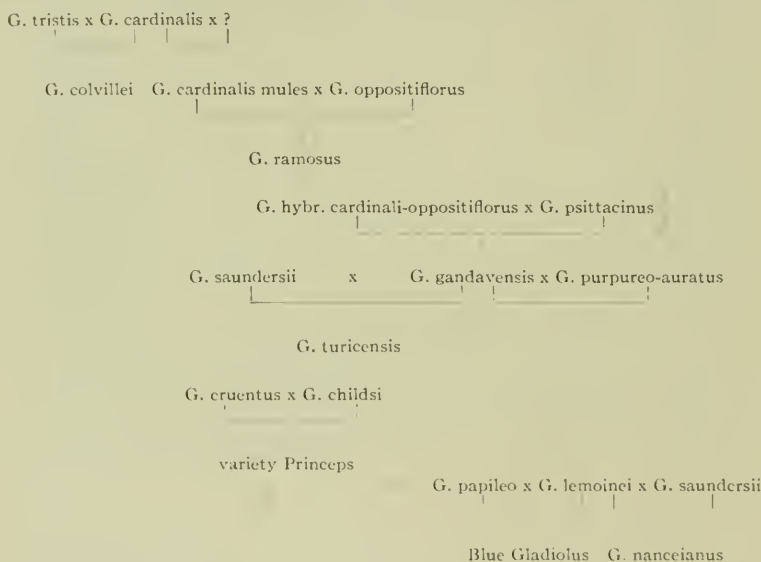 G. tristis x G. cardinalis x ?
G. colvillei G. cardinalis mules x G. oppositiflorus
G. ramosus
G. hybr. cardinali-oppositiflorus x G. psittacinus
G. saundersii x G. gandavensis x G. purpureo-auratus
G. turicensis
G. cruentus x G. childsi
variety Princeps
G. papileo x G. lemoinei x G. saundersii
Blue Gladiolus G. nanceianus